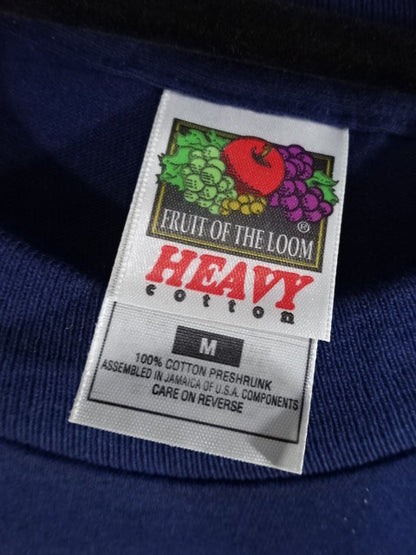 FRUIT OF THE LOOM ®
HEAVY
cotton
M
100% COTTON PRESHRUNK
ASSEMBLED IN JAMAICA OF U.S.A. COMPONENTS
CARE ON REVERSE